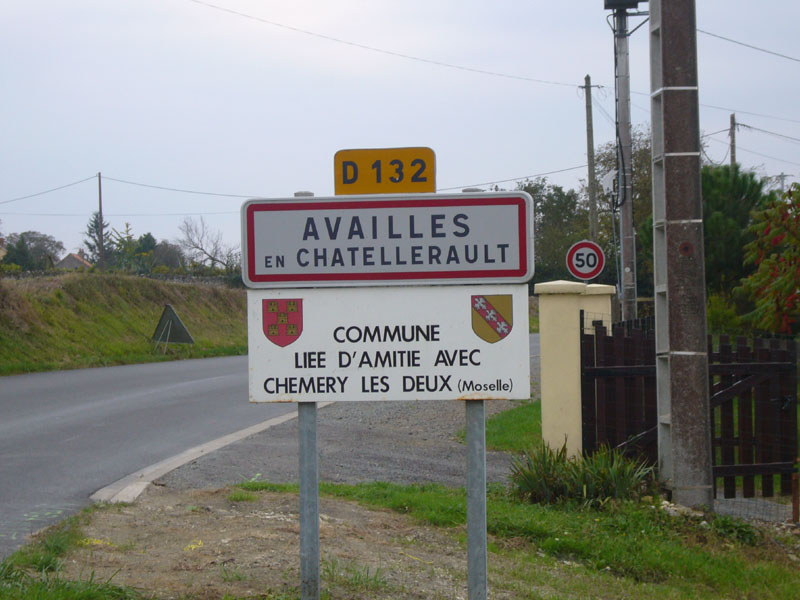 D 132
AVAILLES
EN CHATELLERAULT
50
COMMUNE
LIEE D'AMITIE AVEC
CHEMERY LES DEUX (Moselle)